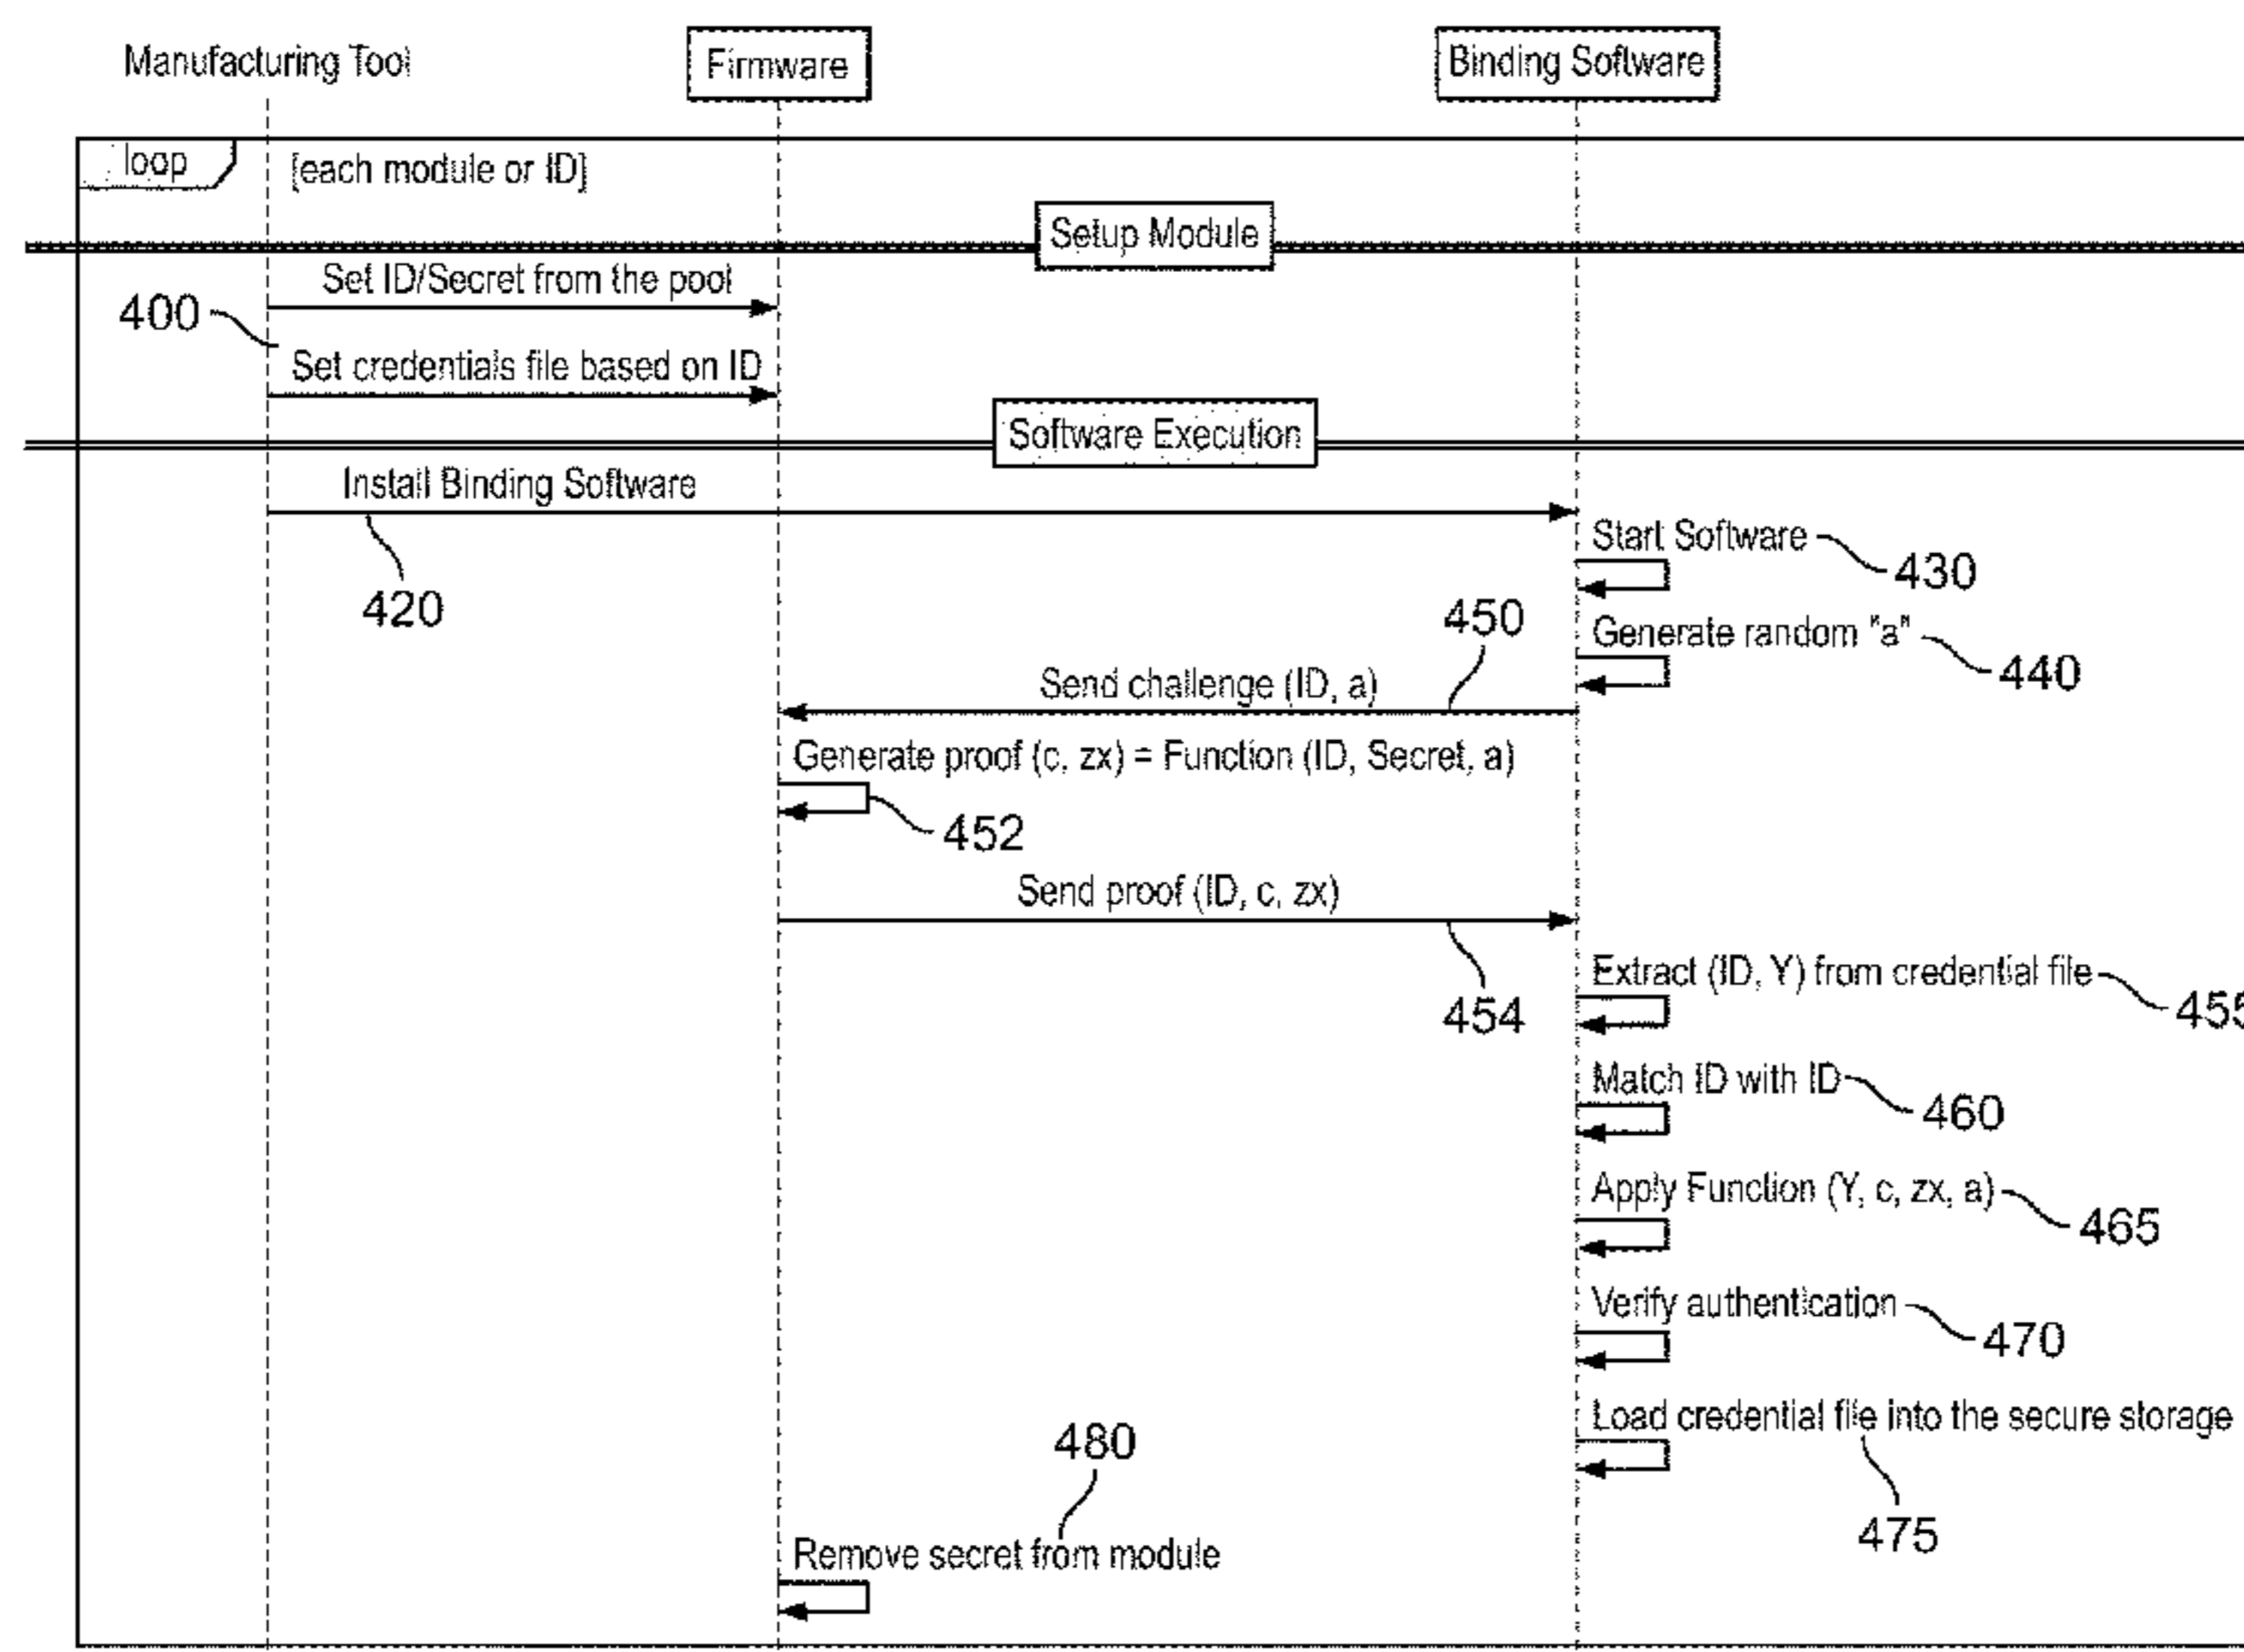 Manufacturing Tool
Firmware
Binding Software
loop
[each module or ID]
Setup Module
Set ID/Secret from the pool
400
Set credentials file based on ID
Software Execution
Install Binding Software
420
Start Software
430
Generate random "a"
440
450
Send challenge (ID, a)
Generate proof (c, zx) = Function (ID, Secret, a)
452
Send proof (ID, c, zx)
454
Extract (ID, Y) from credential file
455
Match ID with ID
460
Apply Function (Y, c, zx, a)
465
Verify authentication
470
Load credential file into the secure storage
475
480
Remove secret from module